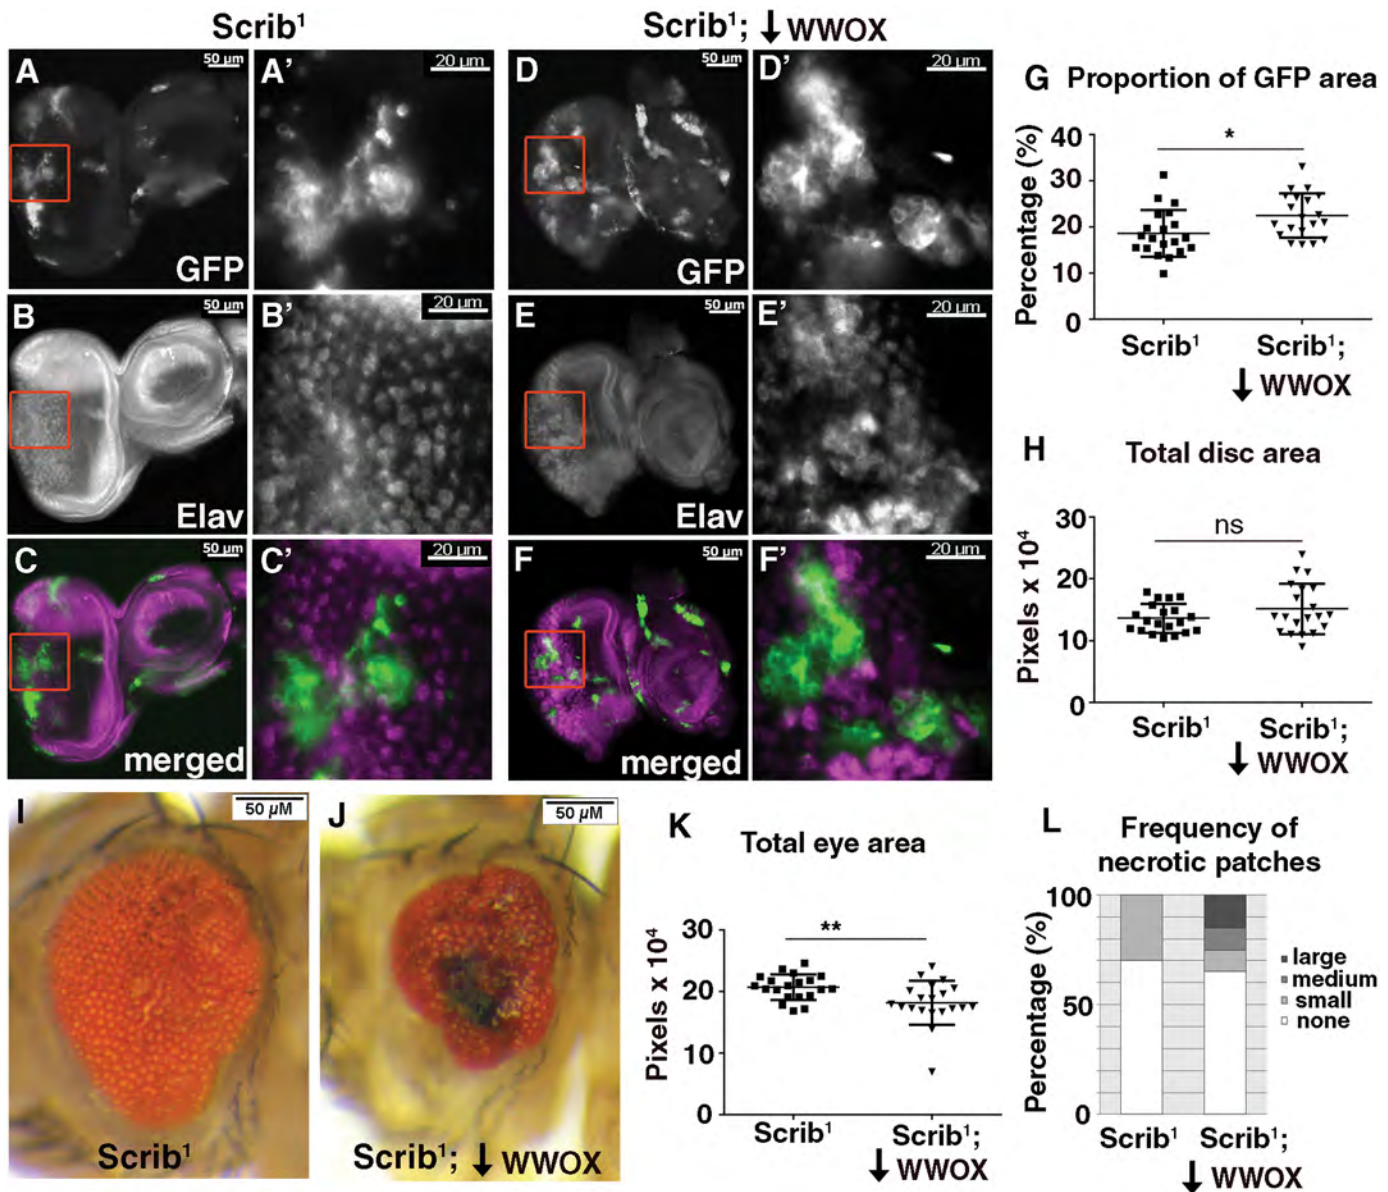 Scrib¹
Scrib¹; ↓ WWOX
A
50 µm
A'
20 µm
D
50 µm
D'
20 µm
GFP
GFP
B
50 µm
B'
20 µm
E
50 µm
E'
20 µm
Elav
Elav
C
50 µm
C'
20 µm
F
50 µm
F'
20 µm
merged
merged
G Proportion of GFP area
Percentage (%)
40
30
20
10
0
*
Scrib¹
Scrib¹;
↓ WWOX
H
Total disc area
Pixels x 10⁴
30
20
10
0
ns
Scrib¹
Scrib¹;
↓ WWOX
I
50 µM
Scrib¹
J
50 µM
Scrib¹; ↓ WWOX
K
Total eye area
Pixels x 10⁴
30
20
10
0
**
Scrib¹
Scrib¹;
↓ WWOX
L
Frequency of
necrotic patches
Percentage (%)
100
50
0
large
medium
small
none
Scrib¹
Scrib¹;
↓ WWOX